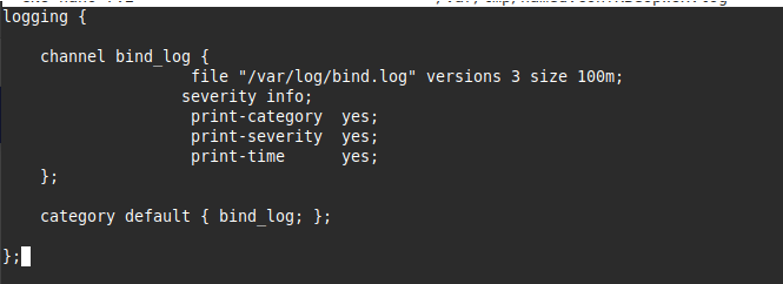 logging {
channel bind_log {
file "/var/log/bind.log" versions 3 size 100m;
severity info;
print-category yes;
print-severity yes;
print-time yes;
};
category default { bind_log; };
};